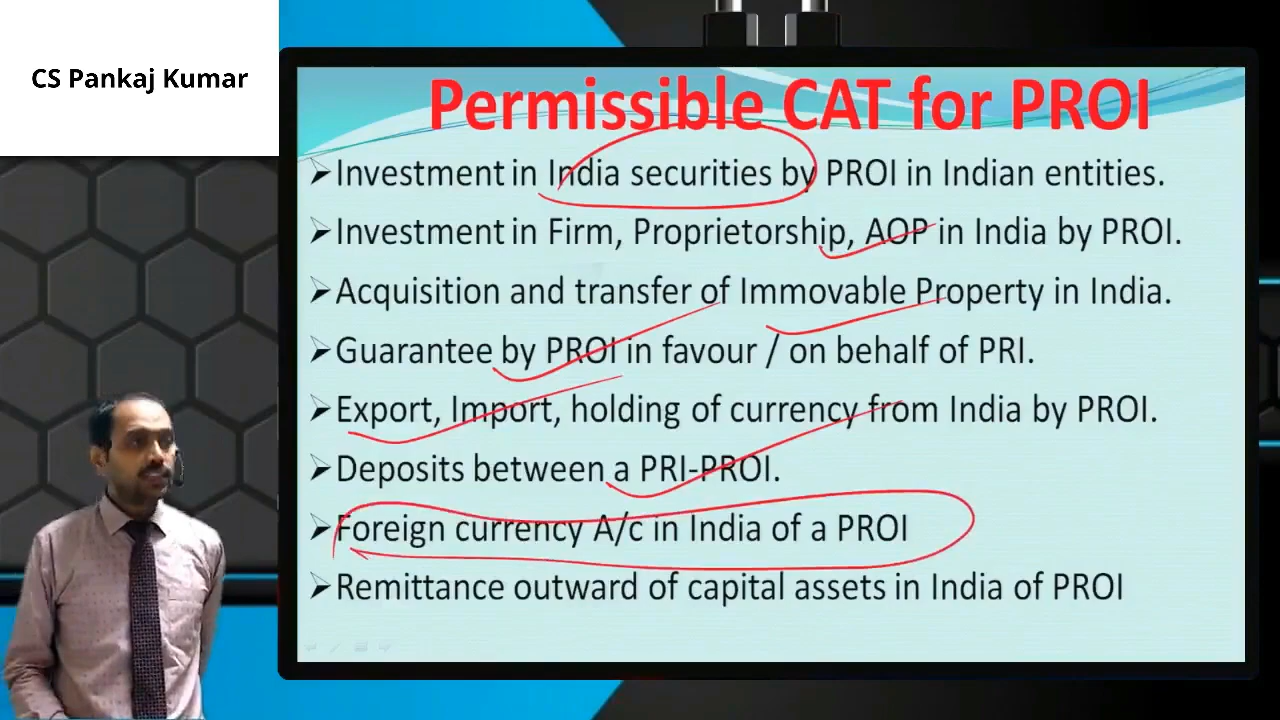 CS Pankaj Kumar
Permissible CAT for PROI
Investment in India securities by PROI in Indian entities.
Investment in Firm, Proprietorship, AOP in India by PROI.
Acquisition and transfer of Immovable Property in India.
Guarantee by PROI in favour / on behalf of PRI.
Export, Import, holding of currency from India by PROI.
Deposits between a PRI-PROI.
Foreign currency A/c in India of a PROI
Remittance outward of capital assets in India of PROI